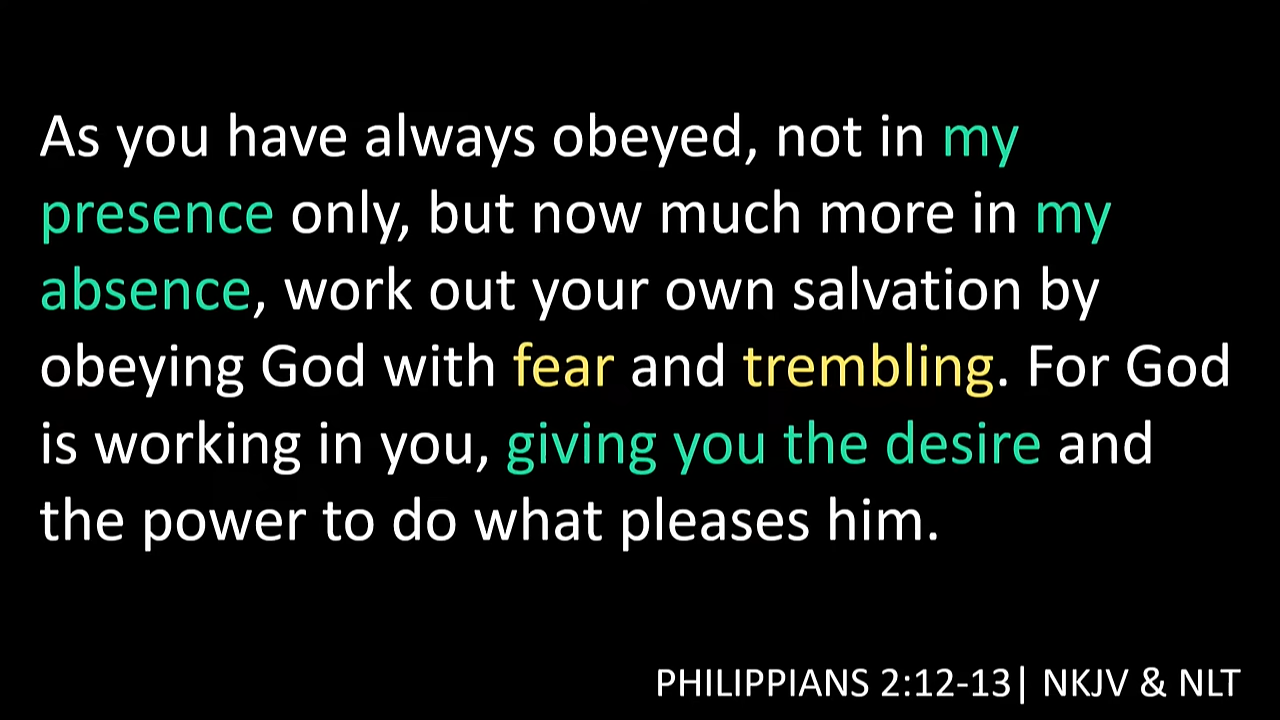 As you have always obeyed, not in my
presence only, but now much more in my
absence, work out your own salvation by
obeying God with fear and trembling. For God
is working in you, giving you the desire and
the power to do what pleases him.
PHILIPPIANS 2:12-13| NKJV & NLT